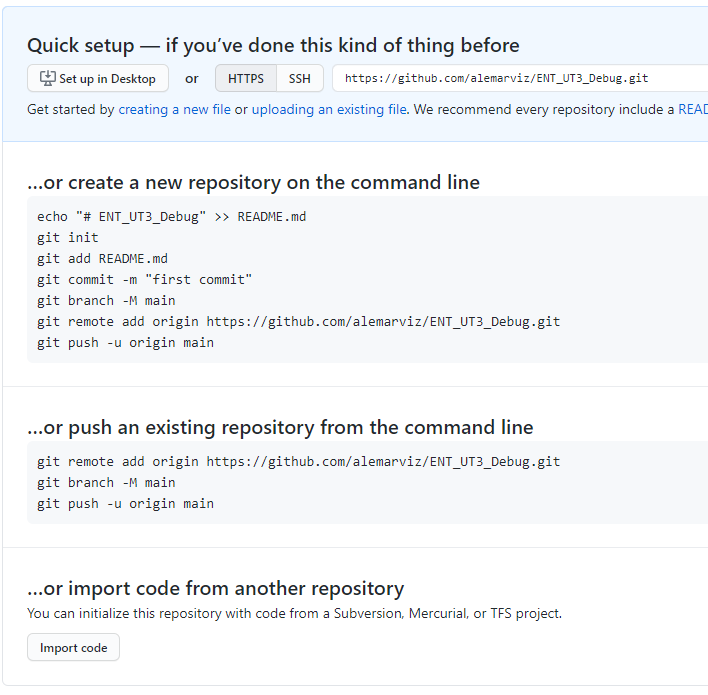 Quick setup — if you’ve done this kind of thing before
Set up in Desktop or HTTPS SSH https://github.com/alemarviz/ENT_UT3_Debug.git
Get started by creating a new file or uploading an existing file. We recommend every repository include a READ
…or create a new repository on the command line
echo "# ENT_UT3_Debug" >> README.md
git init
git add README.md
git commit -m "first commit"
git branch -M main
git remote add origin https://github.com/alemarviz/ENT_UT3_Debug.git
git push -u origin main
…or push an existing repository from the command line
git remote add origin https://github.com/alemarviz/ENT_UT3_Debug.git
git branch -M main
git push -u origin main
…or import code from another repository
You can initialize this repository with code from a Subversion, Mercurial, or TFS project.
Import code